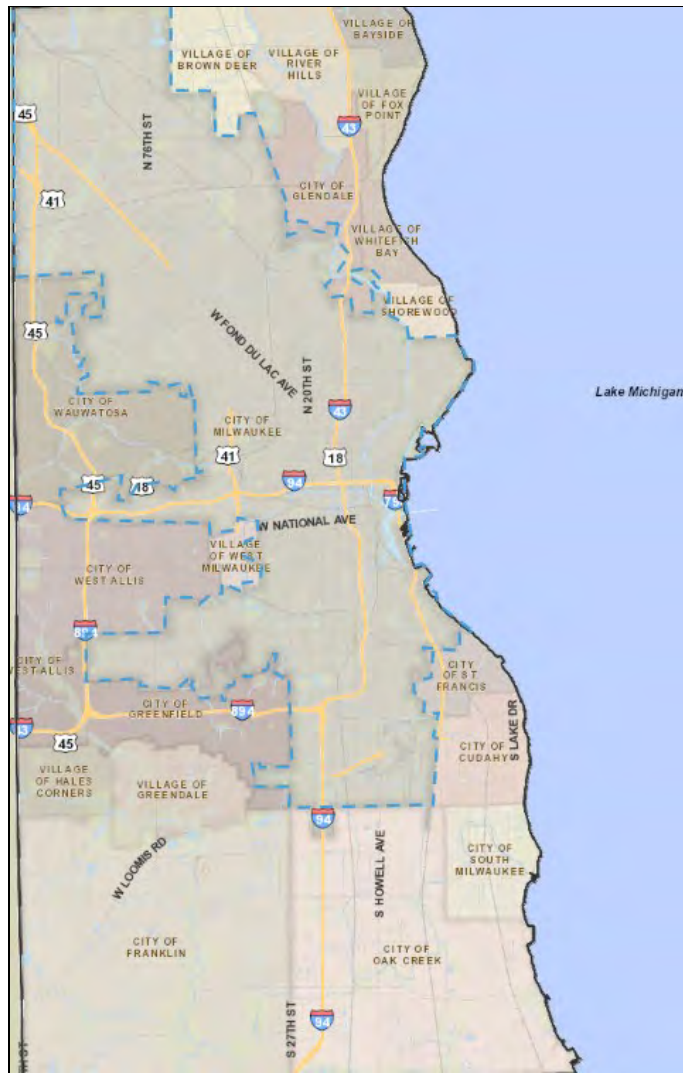 VILLAGE OF
BAYSIDE
VILLAGE OF
BROWN DEER
VILLAGE OF
RIVER
HILLS
VILLAGE
OF FOX
POINT
45
43
N 76TH ST
41
CITY OF
GLENDALE
VILLAGE OF
WHITEFISH
BAY
VILLAGE OF
SHOREWOOD
45
W FOND DU LAC AVE
N 20TH ST
Lake Michigan
CITY OF
WAUWATOSA
43
CITY OF
MILWAUKEE
41
18
94
45
18
W NATIONAL AVE
VILLAGE
OF WEST
MILWAUKEE
CITY OF
WEST ALLIS
894
CITY OF
WEST ALLIS
CITY
OF ST.
FRANCIS
CITY OF
GREENFIELD
894
43
45
S LAKE DR
CITY OF
CUDAHY
VILLAGE
OF HALES
CORNERS
VILLAGE OF
GREENDALE
94
W LOOMIS RD
S HOWELL AVE
CITY OF
SOUTH
MILWAUKEE
CITY OF
FRANKLIN
CITY OF
OAK CREEK
S 27TH ST
94
TH ST